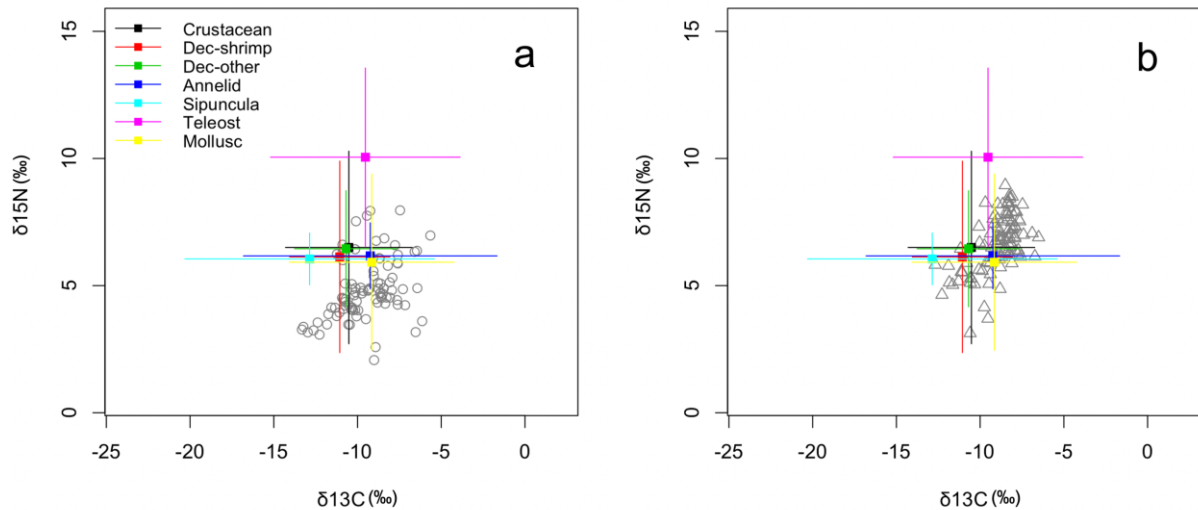 a
Crustacean
Dec-shrimp
Dec-other
Annelid
Sipuncula
Teleost
Mollusc
15
10
5
0
δ15N (‰)
-25 -20 -15 -10 -5 0
δ13C (‰)
b
15
10
5
0
δ15N (‰)
-25 -20 -15 -10 -5 0
δ13C (‰)